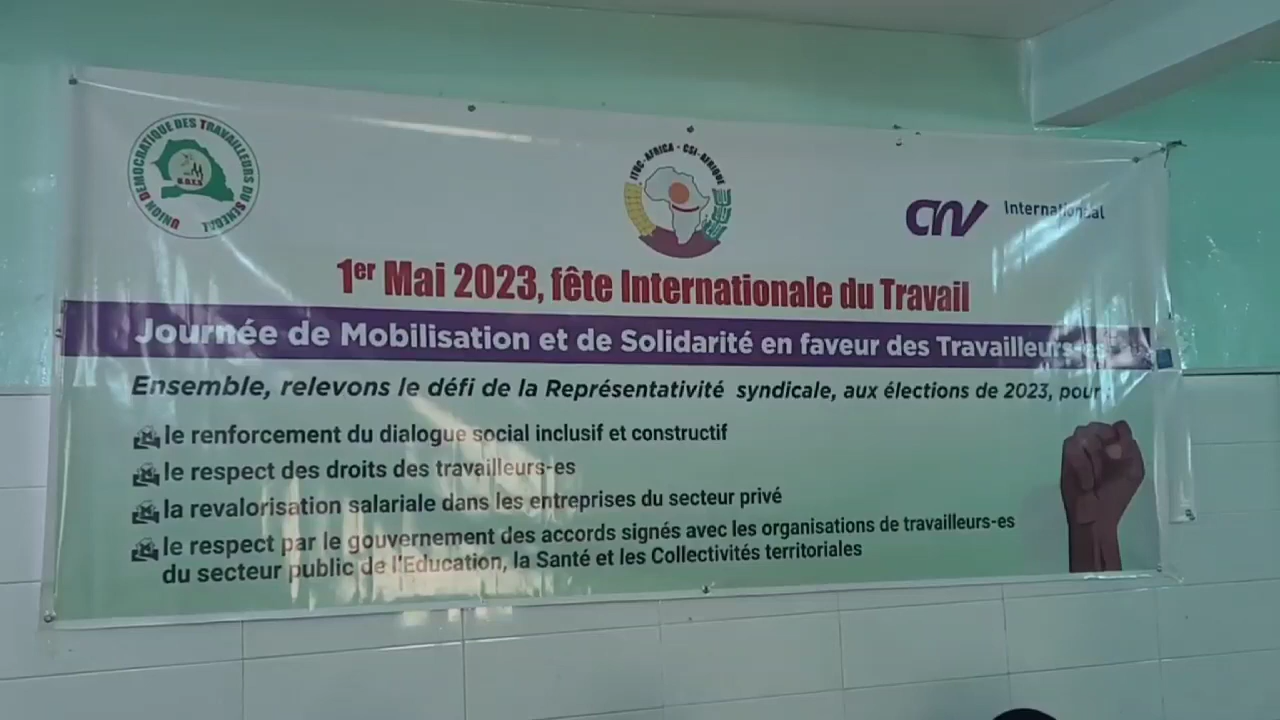 UNION DEMOCRATIQUE DES TRAVAILLEURS DU SENEGAL
U.D.T.S
ITUC-AFRICA • CSI-AFRIQUE
CNV Internationaal
1er Mai 2023, fête Internationale du Travail
Journée de Mobilisation et de Solidarité en faveur des Travailleurs-es
Ensemble, relevons le défi de la Représentativité syndicale, aux élections de 2023, pour :
le renforcement du dialogue social inclusif et constructif
le respect des droits des travailleurs-es
la revalorisation salariale dans les entreprises du secteur privé
le respect par le gouvernement des accords signés avec les organisations de travailleurs-es
du secteur public de l'Education, la Santé et les Collectivités territoriales